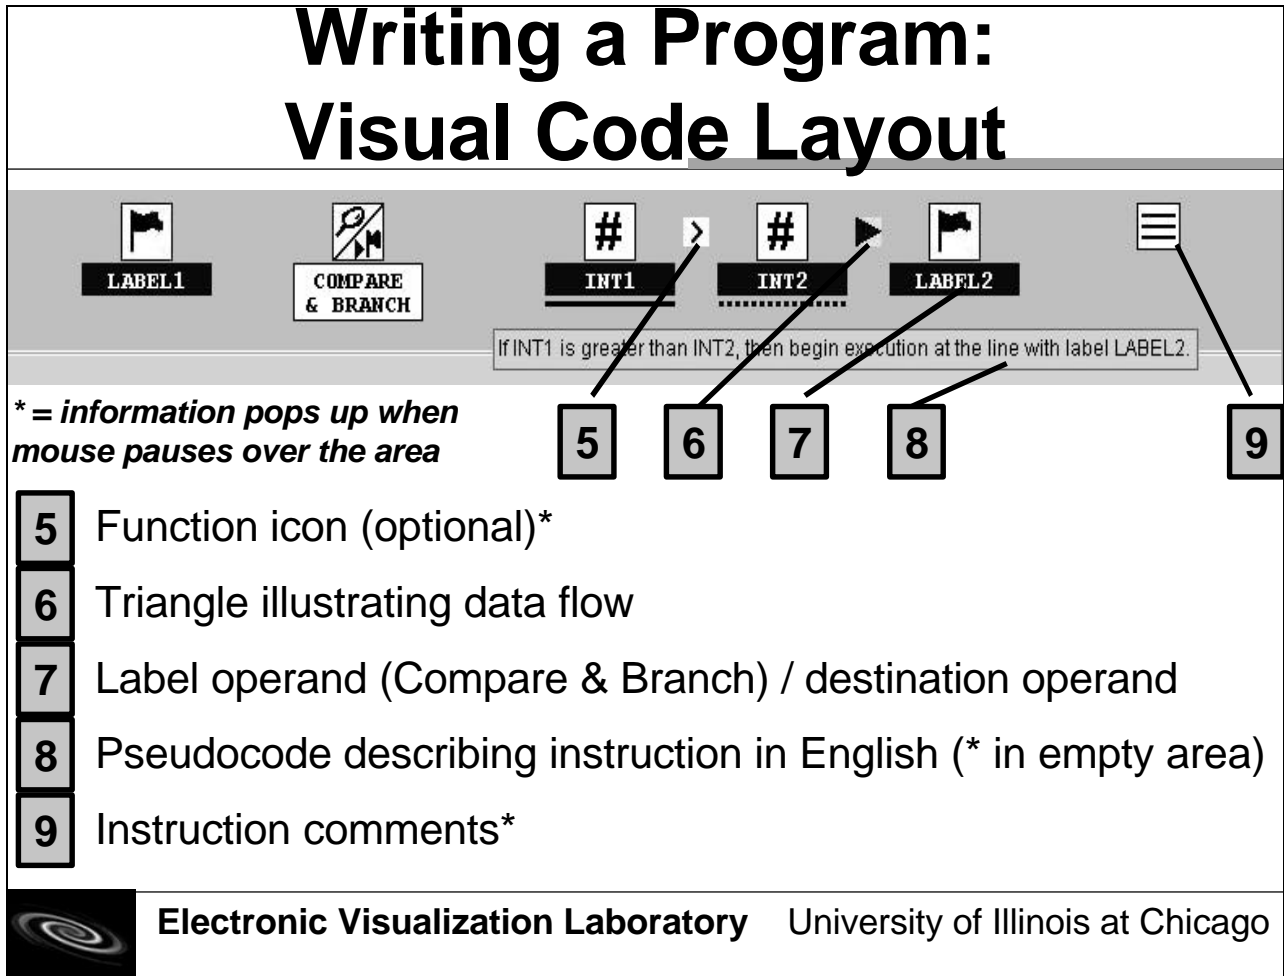 Writing a Program:
Visual Code Layout
# > #
LABEL1 COMPARE & BRANCH INT1 INT2 LABEL2
If INT1 is greater than INT2, then begin execution at the line with label LABEL2.
* = information pops up when
mouse pauses over the area
5 6 7 8 9
5 Function icon (optional)*
6 Triangle illustrating data flow
7 Label operand (Compare & Branch) / destination operand
8 Pseudocode describing instruction in English (* in empty area)
9 Instruction comments*
Electronic Visualization Laboratory University of Illinois at Chicago